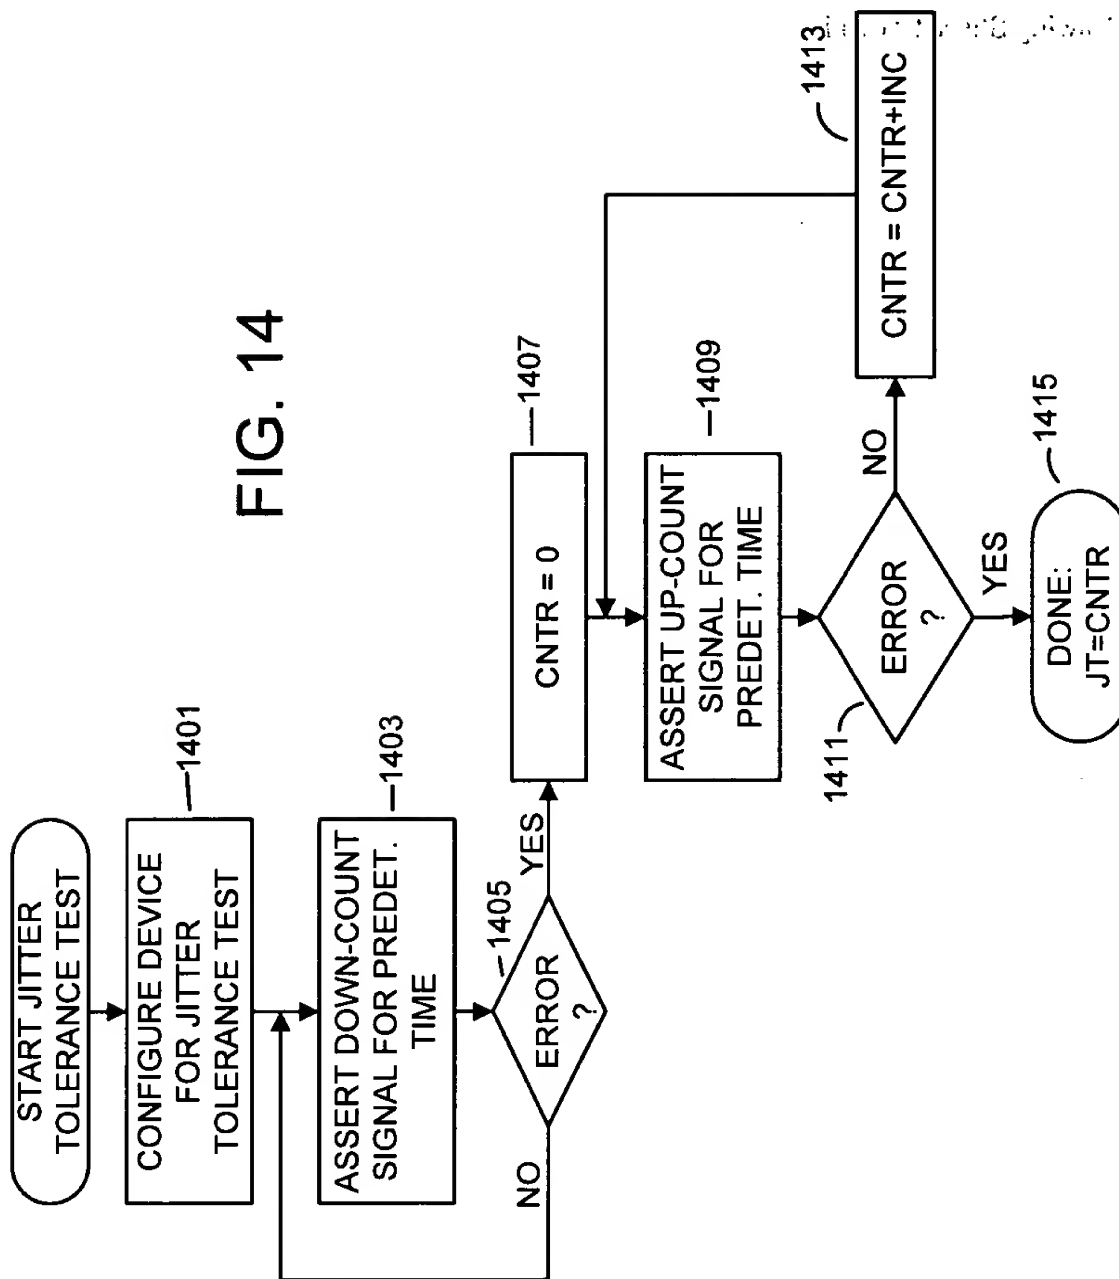 FIG. 14
START JITTER
TOLERANCE TEST
CONFIGURE DEVICE
FOR JITTER
TOLERANCE TEST
1401
ASSERT DOWN-COUNT
SIGNAL FOR PREDET.
TIME
1403
ERROR
?
1405
NO
YES
CNTR = 0
1407
ASSERT UP-COUNT
SIGNAL FOR
PREDET. TIME
1409
ERROR
?
1411
NO
CNTR = CNTR+INC
1413
YES
DONE:
JT=CNTR
1415